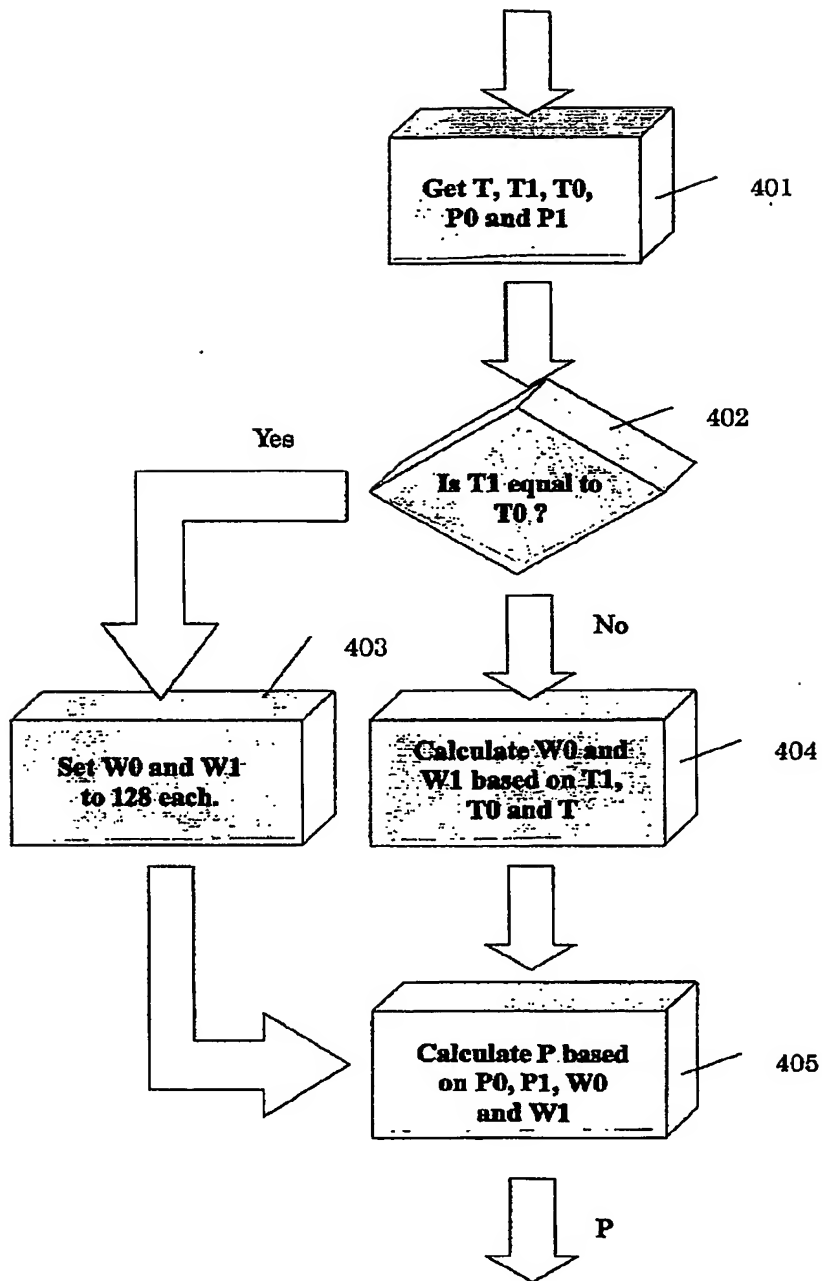 Get T, T1, T0,
P0 and P1
401
402
Yes
Is T1 equal to
T0 ?
No
403
Set W0 and W1
to 128 each.
Calculate W0 and
W1 based on T1,
T0 and T
404
Calculate P based
on P0, P1, W0
and W1
405
P